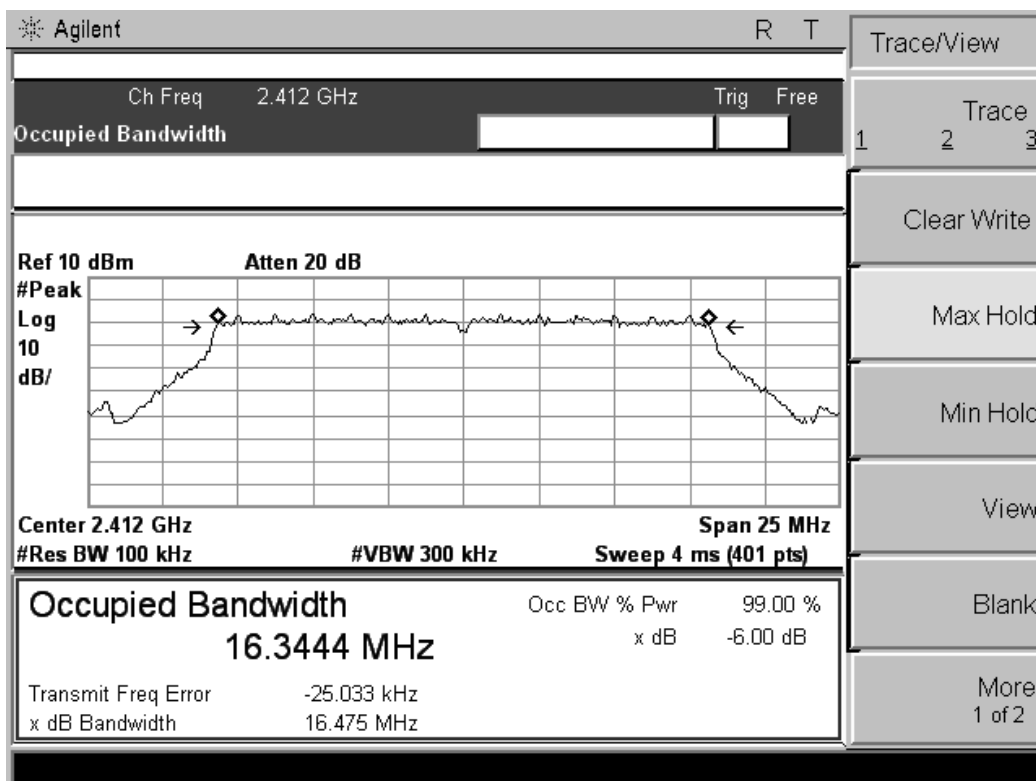 Agilent R T
Trace/View
Ch Freq 2.412 GHz Trig Free
Occupied Bandwidth
Trace
1 2 3
Clear Write
Ref 10 dBm Atten 20 dB
#Peak
Log
10
dB/
Max Hold
Min Hold
View
Center 2.412 GHz Span 25 MHz
#Res BW 100 kHz #VBW 300 kHz Sweep 4 ms (401 pts)
Occupied Bandwidth
16.3444 MHz
Occ BW % Pwr 99.00 %
x dB -6.00 dB
Transmit Freq Error -25.033 kHz
x dB Bandwidth 16.475 MHz
Blank
More
1 of 2